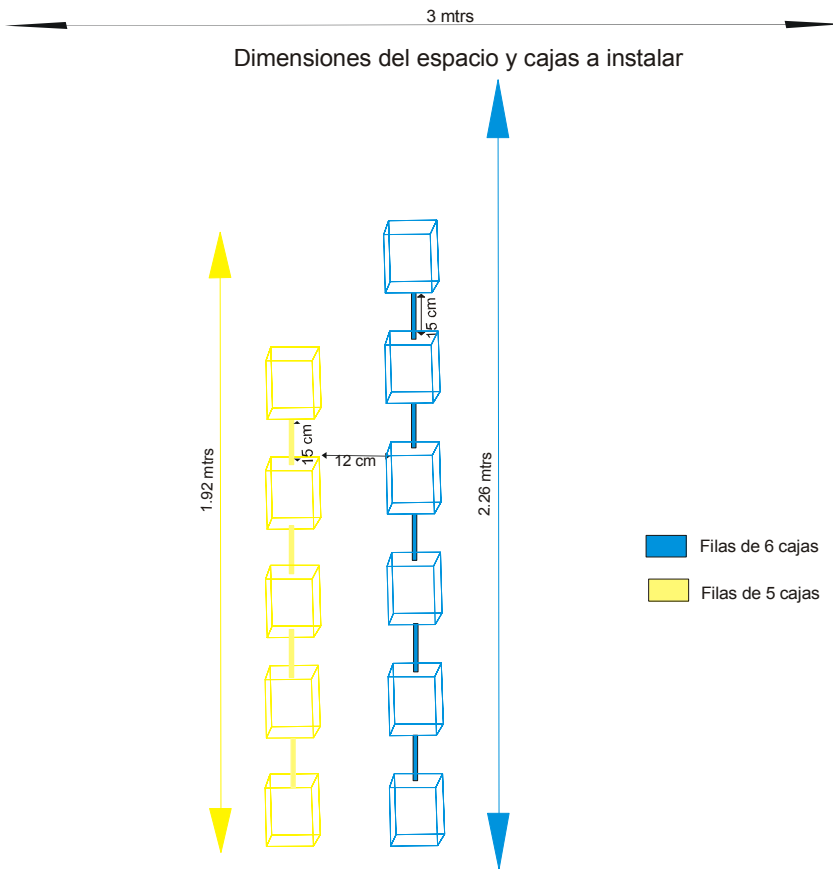 3 mtrs
Dimensiones del espacio y cajas a instalar
15 cm
15 cm
12 cm
1.92 mtrs
2.26 mtrs
Filas de 6 cajas
Filas de 5 cajas